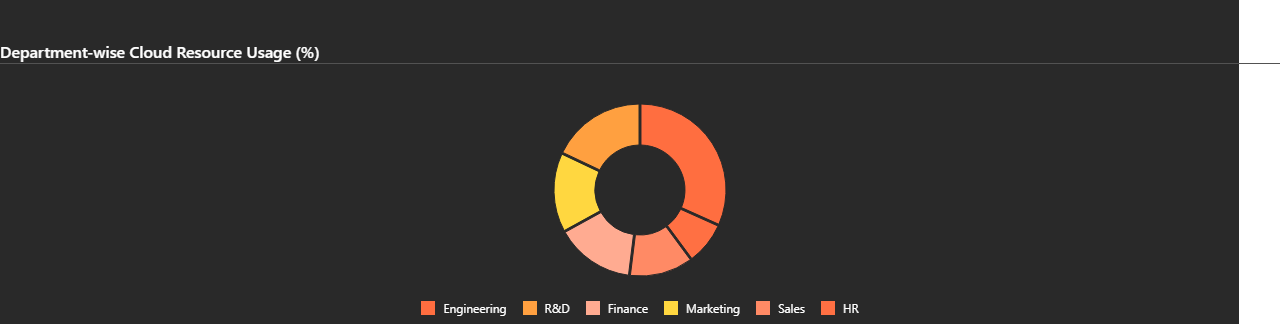 Department-wise Cloud Resource Usage (%)
Engineering R&D Finance Marketing Sales HR